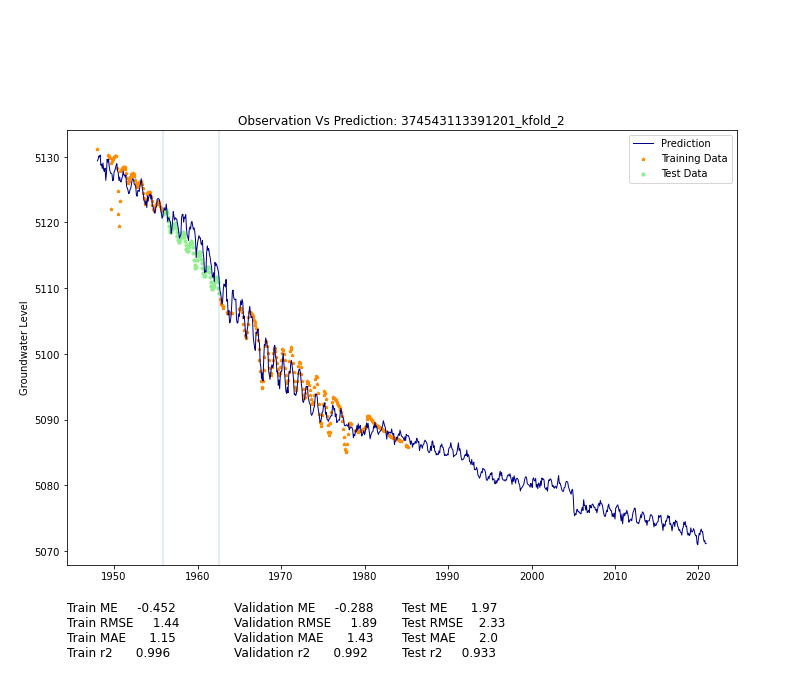 Observation Vs Prediction: 374543113391201_kfold_2
Prediction
Training Data
Test Data
5130
5120
5110
5100
5090
5080
5070
Groundwater Level
1950 1960 1970 1980 1990 2000 2010 2020
Train ME -0.452 Validation ME -0.288 Test ME 1.97
Train RMSE 1.44 Validation RMSE 1.89 Test RMSE 2.33
Train MAE 1.15 Validation MAE 1.43 Test MAE 2.0
Train r2 0.996 Validation r2 0.992 Test r2 0.933